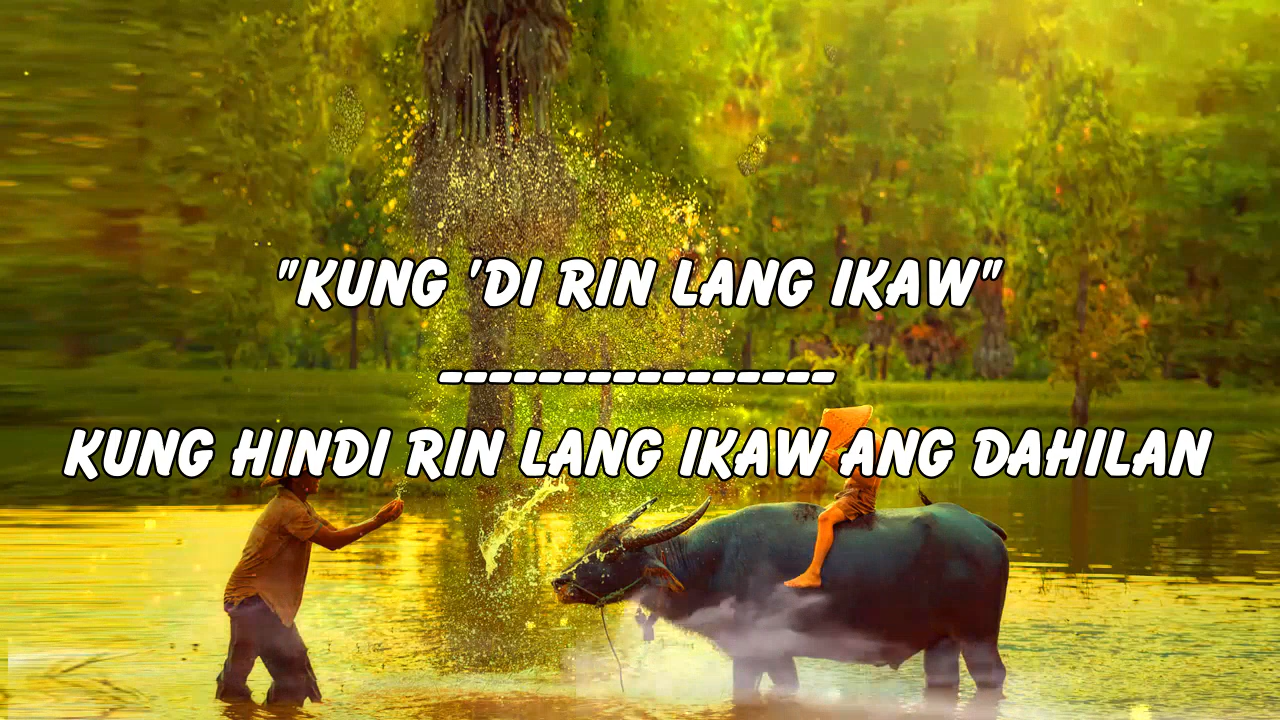 "KUNG 'DI RIN LANG IKAW"
----------------
KUNG HINDI RIN LANG IKAW ANG DAHILAN